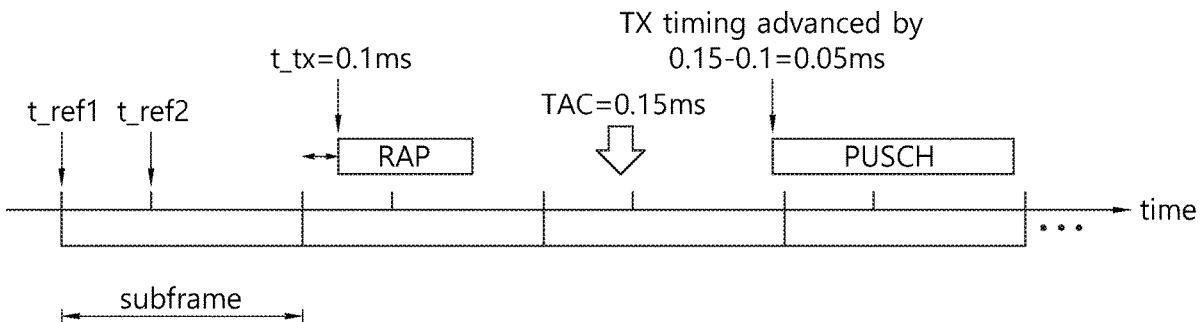 TX timing advanced by
0.15-0.1=0.05ms
t_tx=0.1ms
TAC=0.15ms
t_ref1 t_ref2
RAP
PUSCH
time
subframe